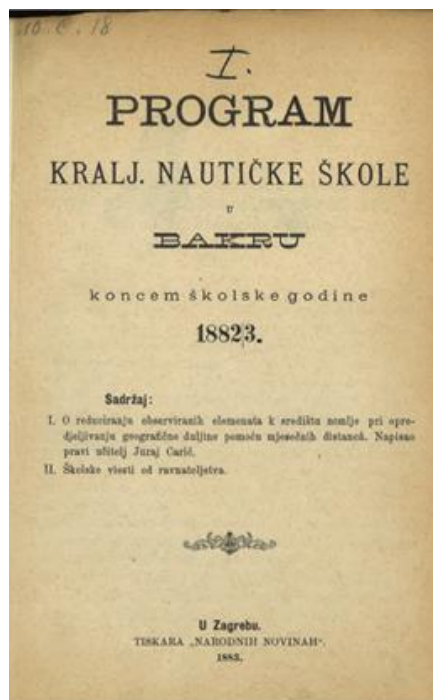 10. C. 18
I.
PROGRAM
KRALJ. NAUTIČKE ŠKOLE
U
BAKRU
koncem školske godine
1882/3.
Sadržaj:
I. O reduciranju observiranih elemenata k središtu zemlje pri opre-
djeljivanju geografične duljine pomoću mjesečnih distancâ. Napisao
pravi učitelj Juraj Carić.
II. Školske viesti od ravnateljstva.
U Zagrebu.
TISKARA „NARODNIH NOVINAH“.
1883.